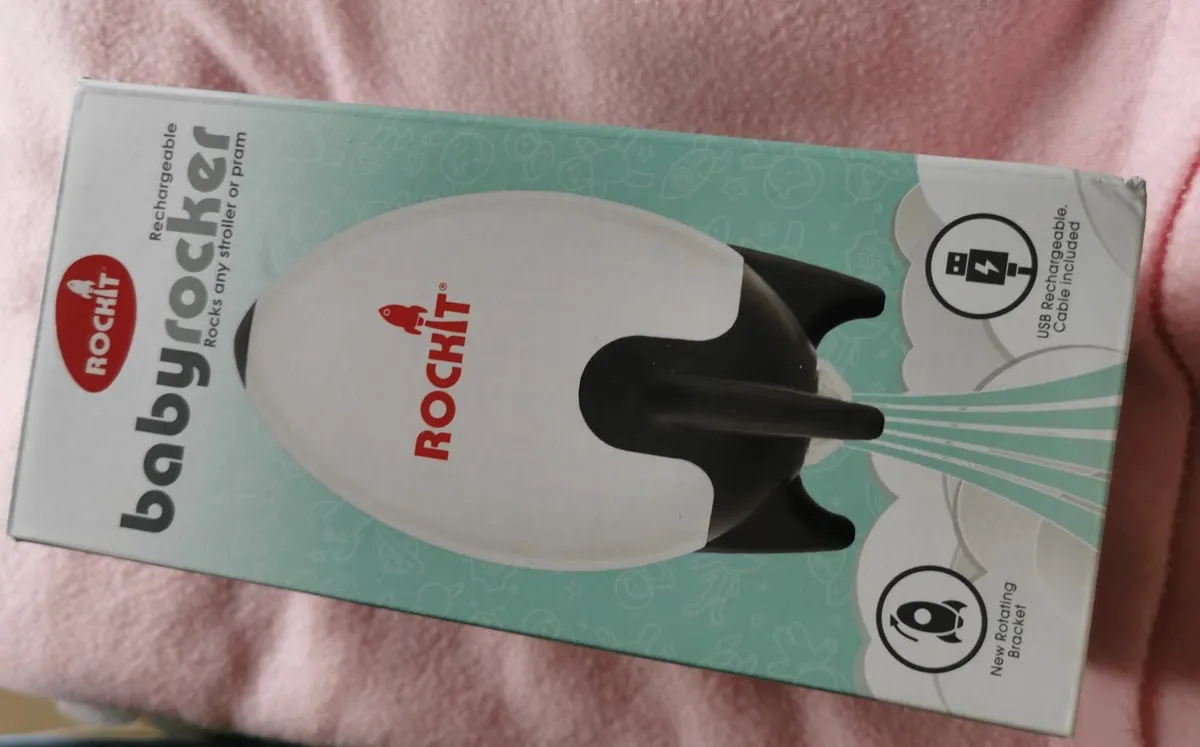 ROCKIT
Rechargeable
babyrocker
Rocks any stroller or pram
ROCKIT®
USB Rechargeable.
Cable included
New Rotating
Bracket